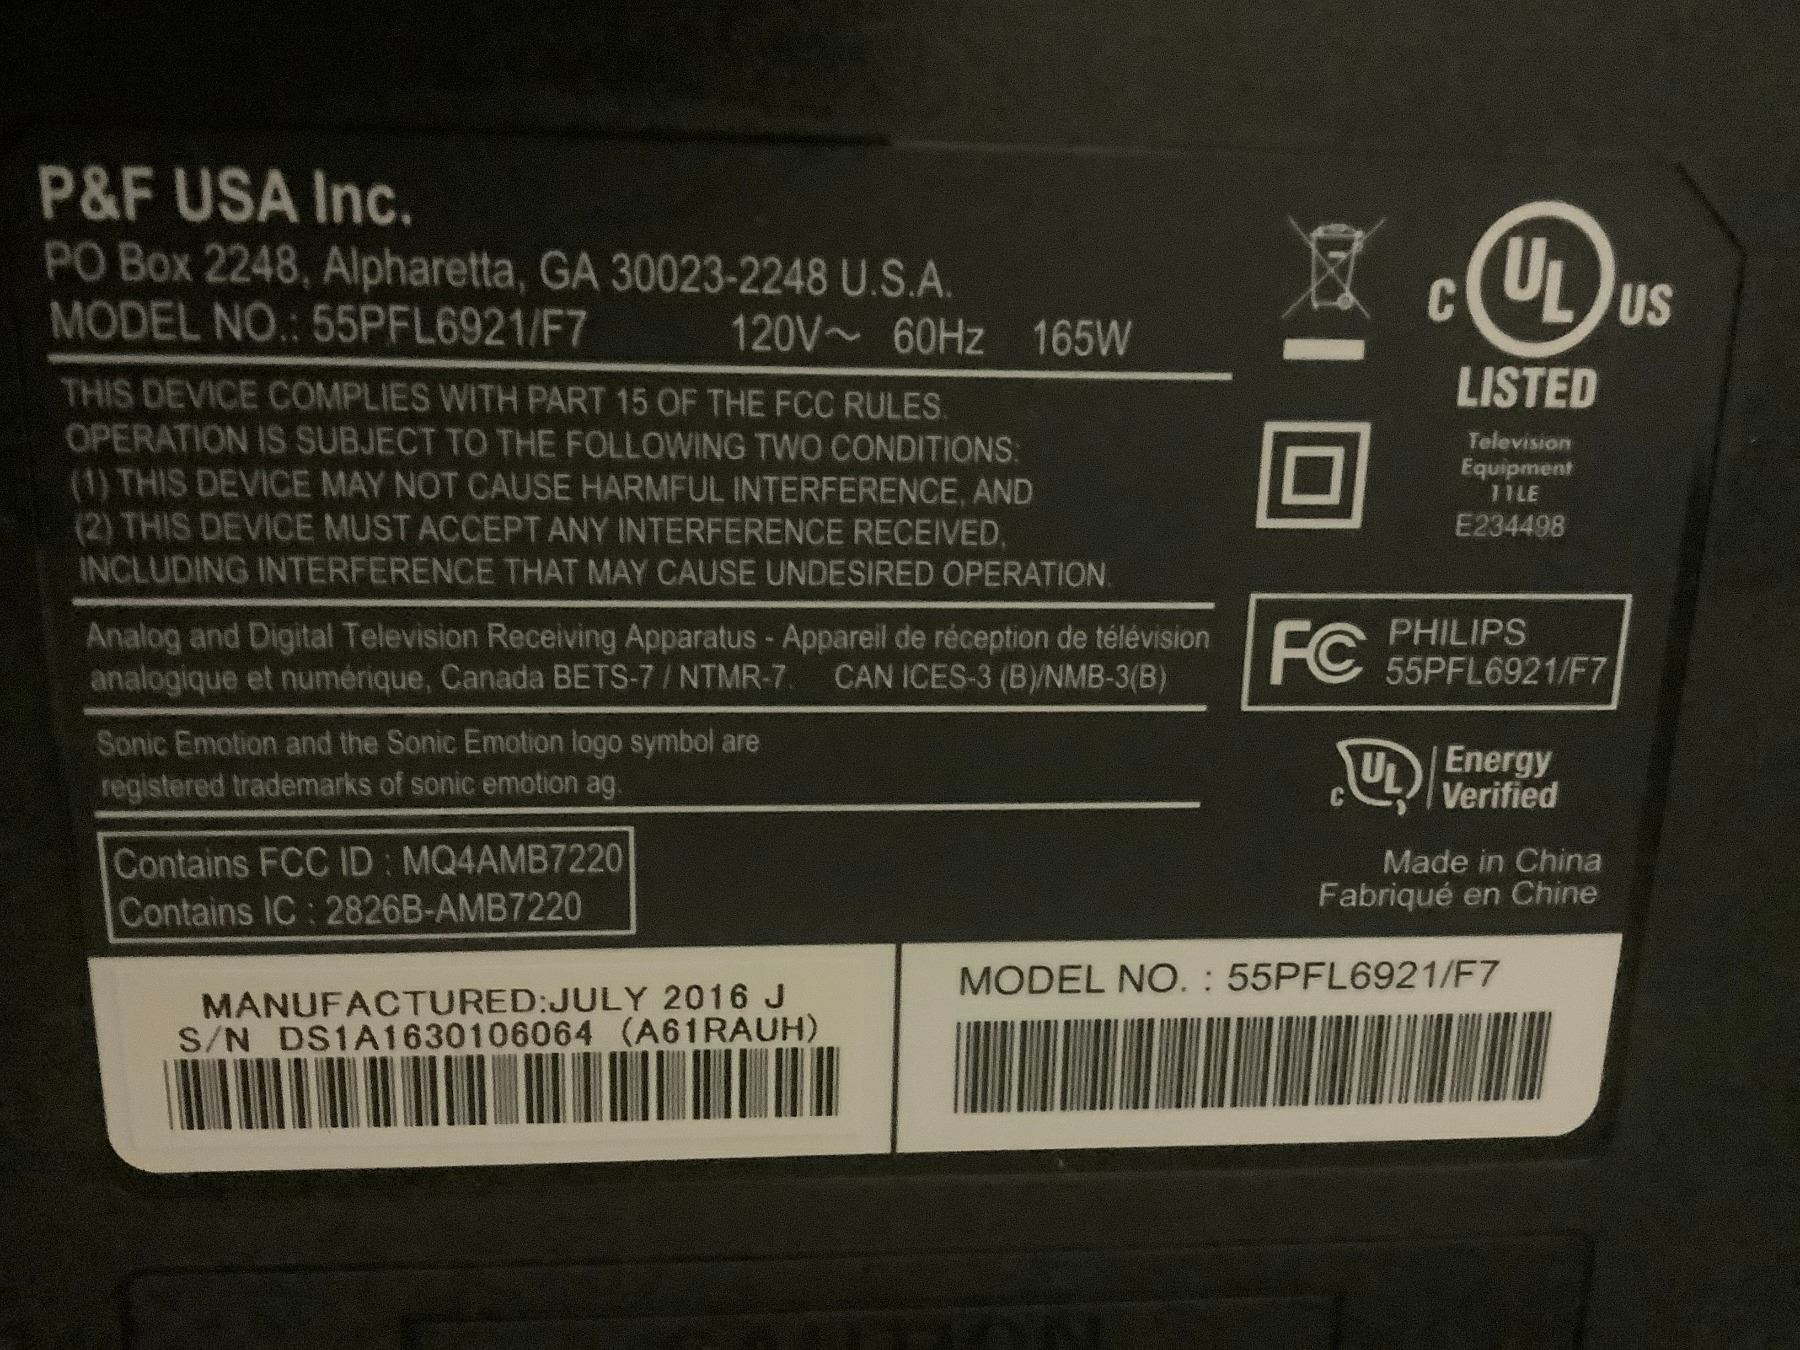 P&F USA Inc.
PO Box 2248, Alpharetta, GA 30023-2248 U.S.A.
MODEL NO.: 55PFL6921/F7 120V~ 60Hz 165W
THIS DEVICE COMPLIES WITH PART 15 OF THE FCC RULES.
OPERATION IS SUBJECT TO THE FOLLOWING TWO CONDITIONS:
(1) THIS DEVICE MAY NOT CAUSE HARMFUL INTERFERENCE, AND
(2) THIS DEVICE MUST ACCEPT ANY INTERFERENCE RECEIVED,
INCLUDING INTERFERENCE THAT MAY CAUSE UNDESIRED OPERATION.
Analog and Digital Television Receiving Apparatus - Appareil de réception de télévision
analogique et numérique, Canada BETS-7 / NTMR-7. CAN ICES-3 (B)/NMB-3(B)
Sonic Emotion and the Sonic Emotion logo symbol are
registered trademarks of sonic emotion ag.
Contains FCC ID : MQ4AMB7220
Contains IC : 2826B-AMB7220
C UL US
LISTED
Television
Equipment
11LE
E234498
FC PHILIPS
55PFL6921/F7
C UL Energy
Verified
Made in China
Fabriqué en Chine
MANUFACTURED:JULY 2016 J
S/N DS1A1630106064 (A61RAUH)
MODEL NO. : 55PFL6921/F7